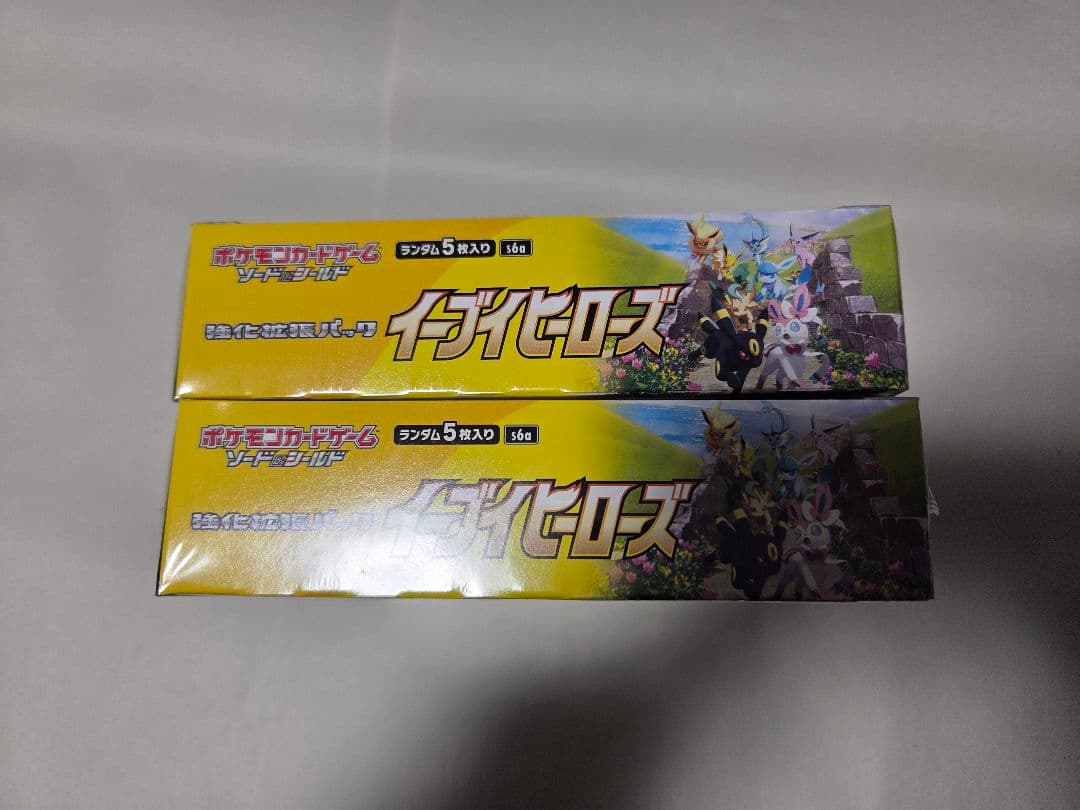 ポケモンカードゲーム
ソード&シールド
ランダム5枚入り
s6a
強化拡張パック
イーブイヒーローズ
ポケモンカードゲーム
ソード&シールド
ランダム5枚入り
s6a
強化拡張パック
イーブイヒーローズ